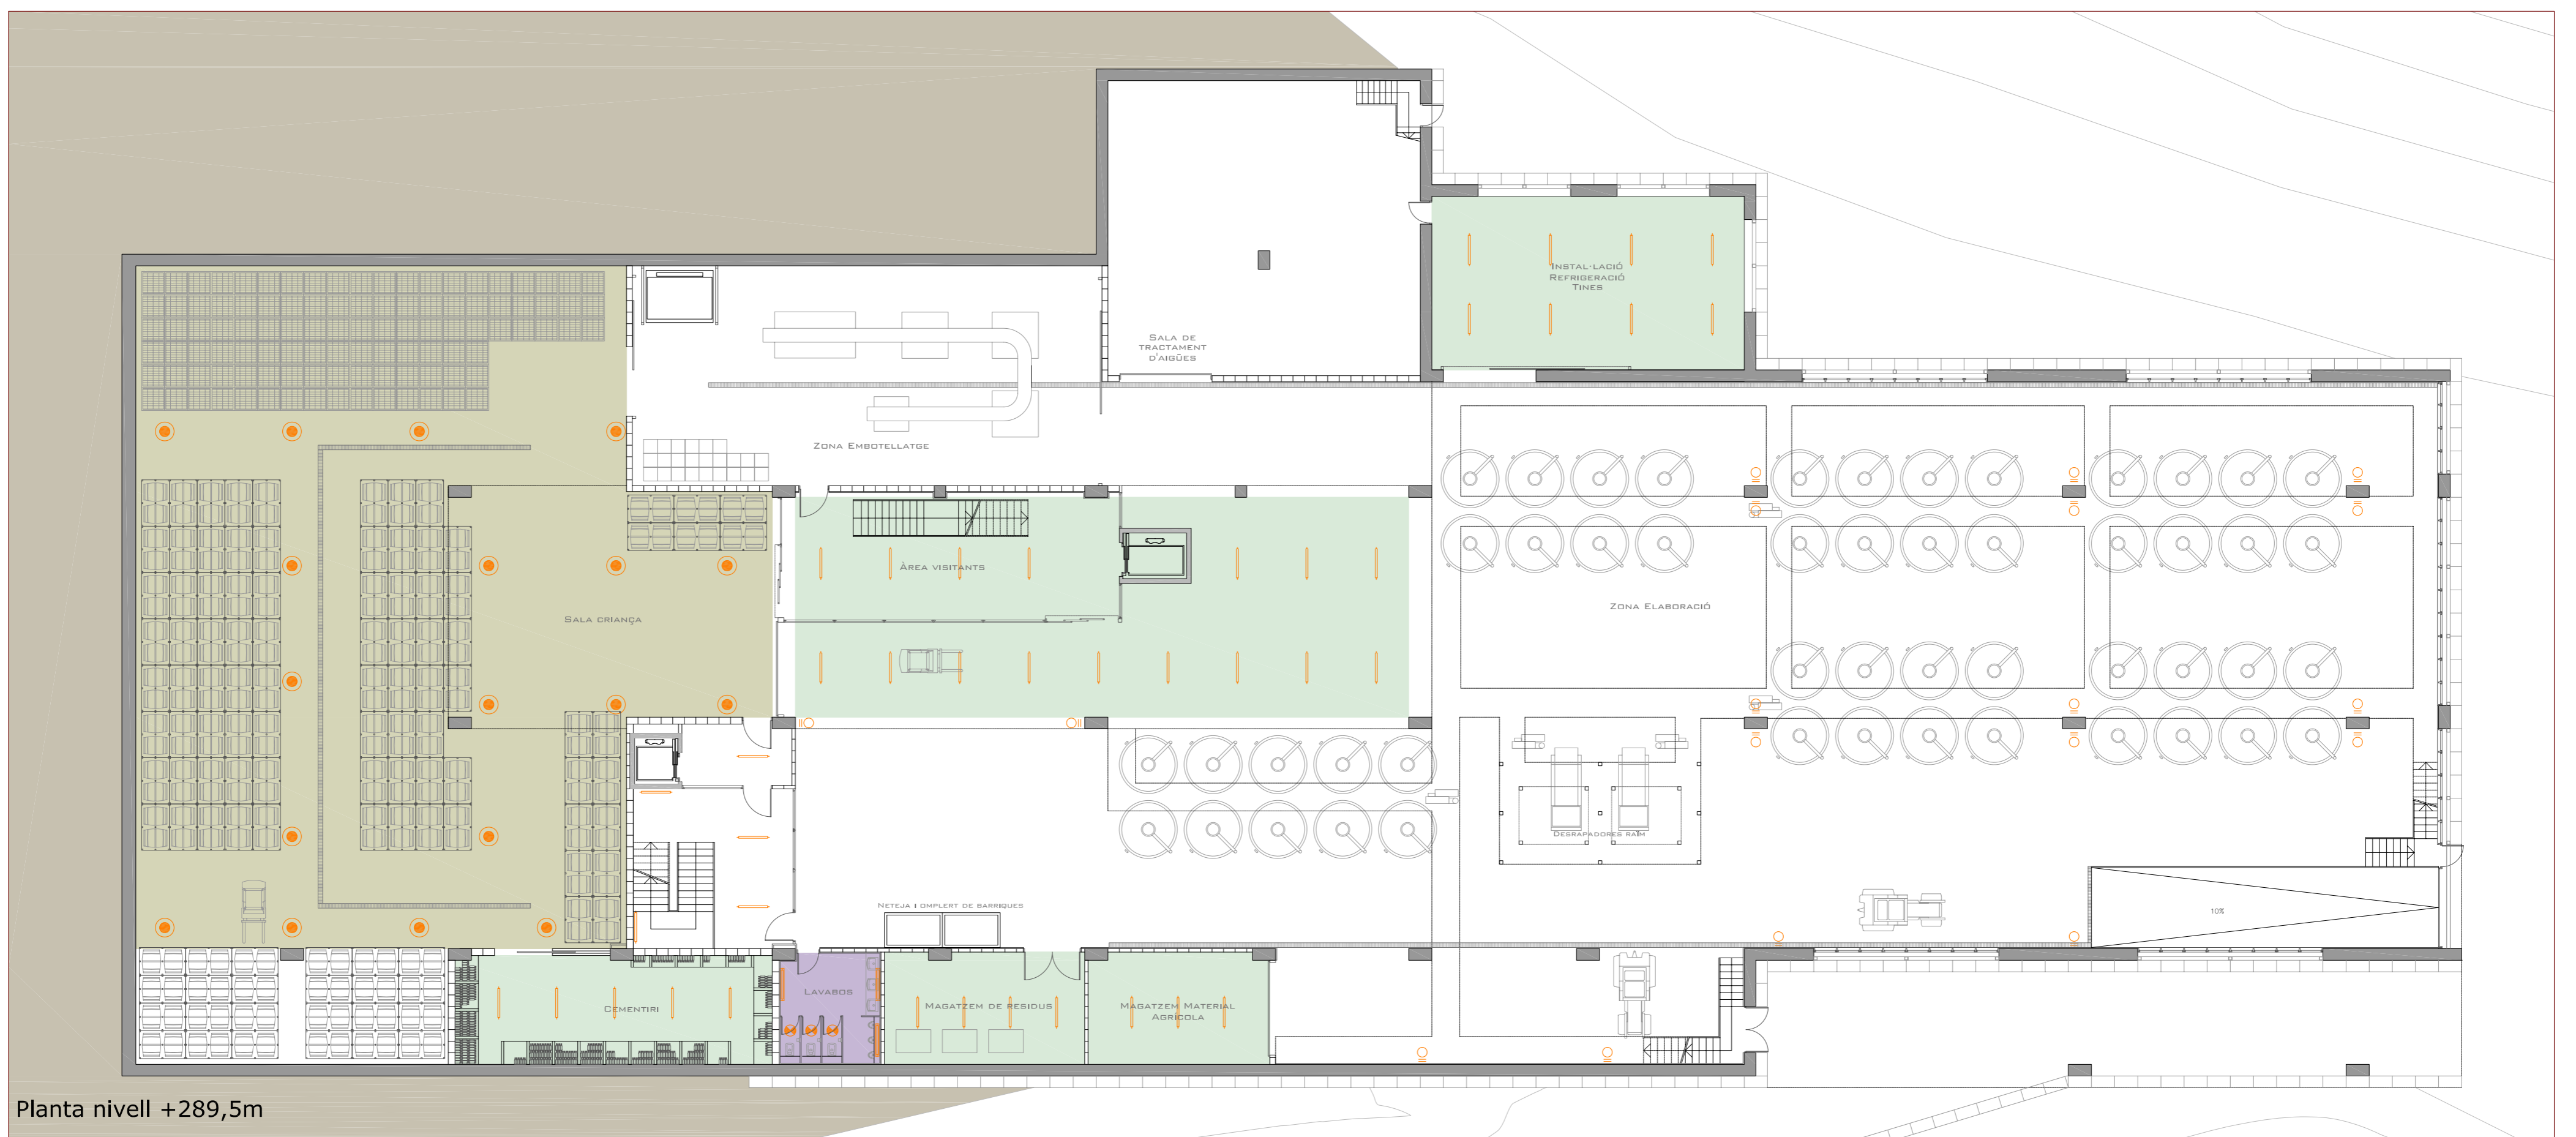 INSTAL·LACIÓ
REFRIGERACIÓ
TINES
SALA DE
TRACTAMENT
D'AIGÜES
ZONA EMBOTELLATGE
ÀREA VISITANTS
ZONA ELABORACIÓ
SALA CRIANÇA
DESRAPADORES RAÏM
NETEJA I OMPLERT DE BARRIQUES
10%
LAVABOS
CEMENTIRI
MAGATZEM DE RESIDUS
MAGATZEM MATERIAL
AGRÍCOLA
Planta nivell +289,5m